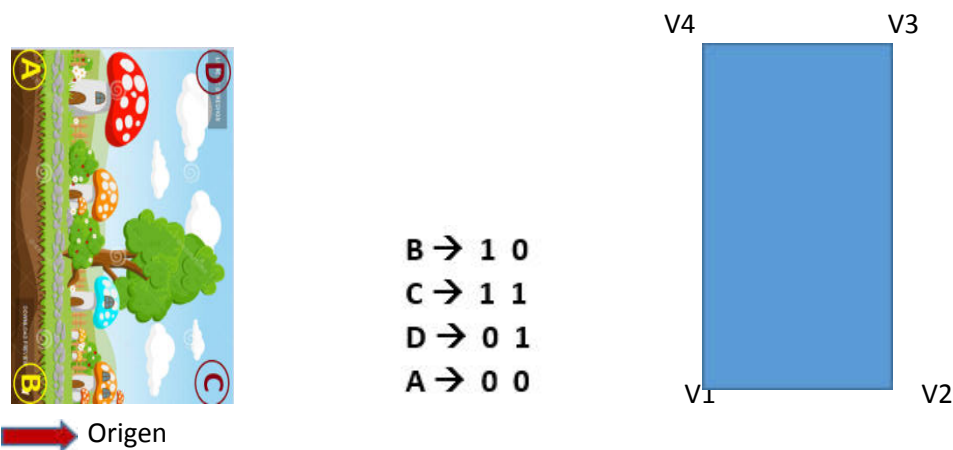 V4 V3
A D
B → 1 0
C → 1 1
D → 0 1
A → 0 0
B C
V1 V2
Origen